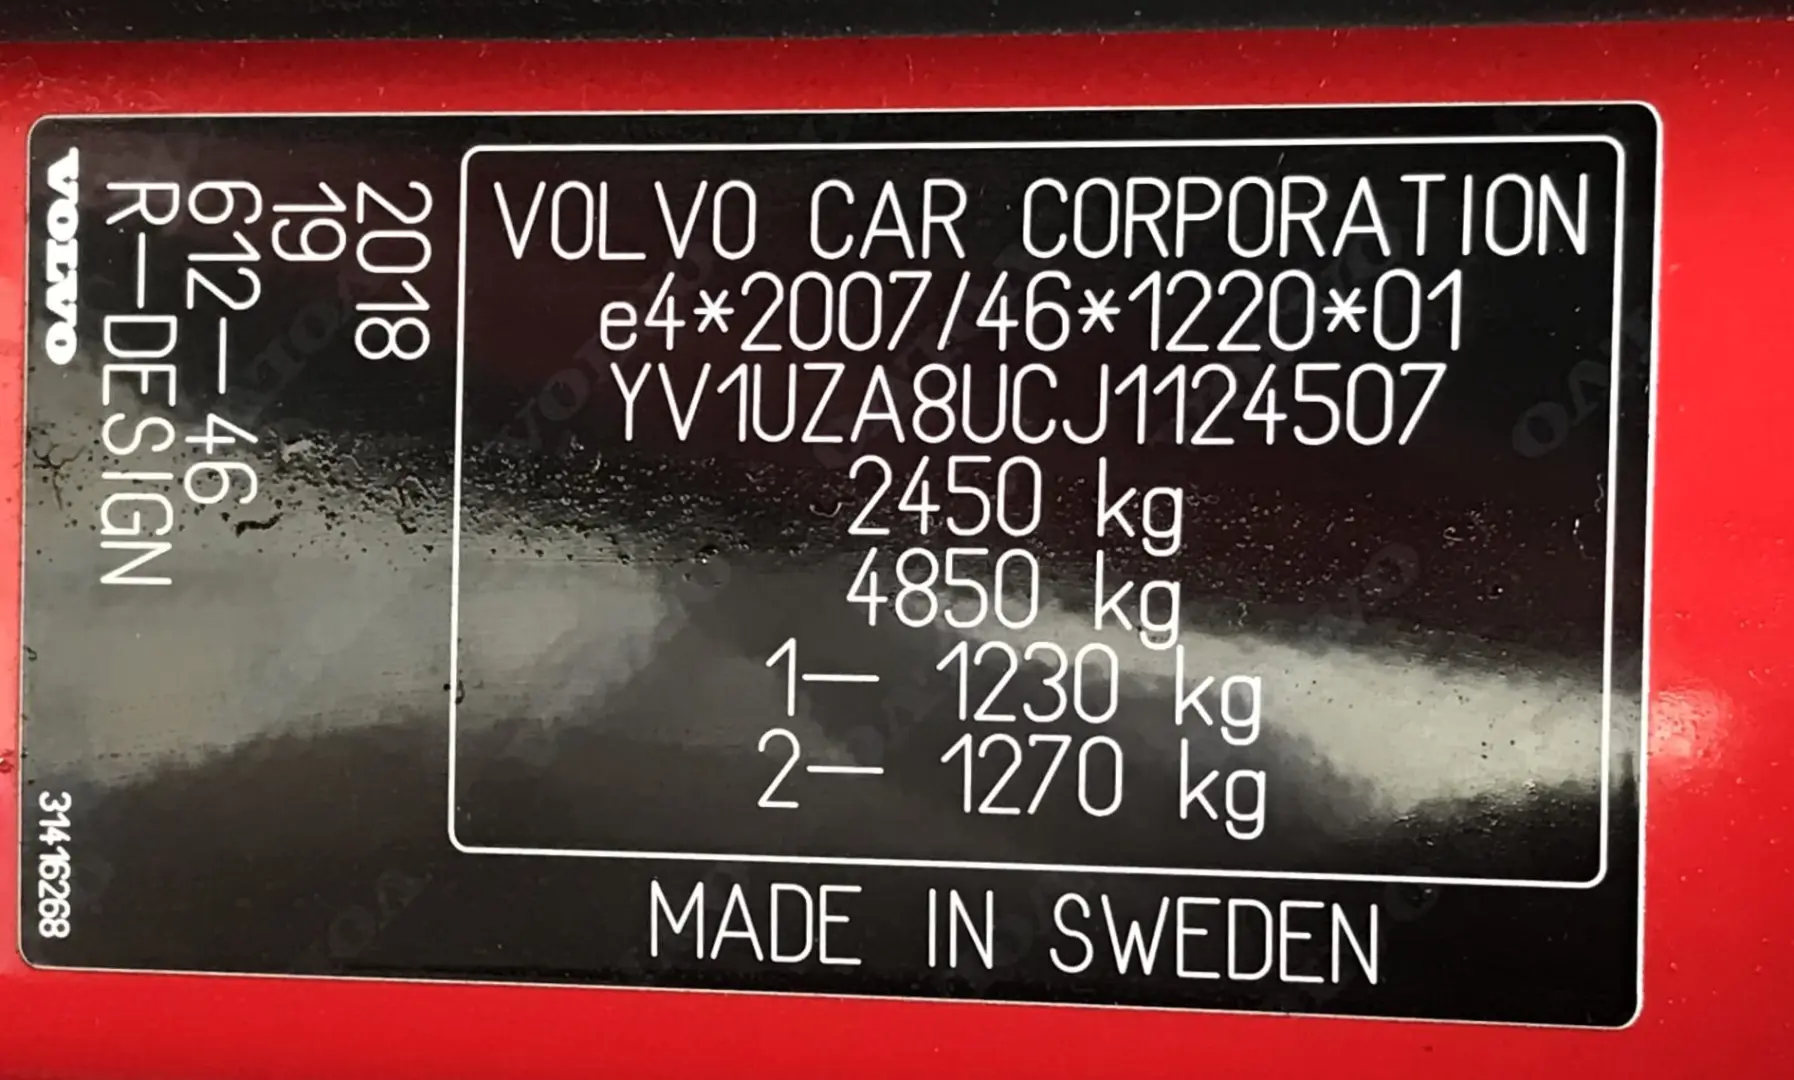 VOLVO
R-DESIGN
612-46
19
2018
31416268
VOLVO CAR CORPORATION
e4*2007/46*1220*01
YV1UZA8UCJ1124507
2450 kg
4850 kg
1— 1230 kg
2— 1270 kg
MADE IN SWEDEN